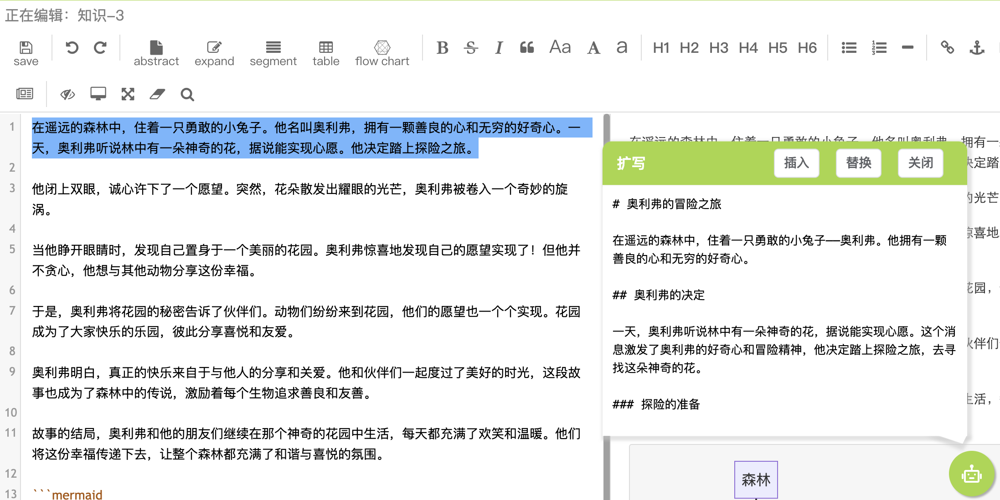 正在编辑：知识-3
save
abstract
expand
segment
table
flow chart
B S I Aa A a
H1 H2 H3 H4 H5 H6
1 在遥远的森林中，住着一只勇敢的小兔子。他名叫奥利弗，拥有一颗善良的心和无穷的好奇心。一
天，奥利弗听说林中有一朵神奇的花，据说能实现心愿。他决定踏上探险之旅。
2
3 他闭上双眼，诚心许下了一个愿望。突然，花朵散发出耀眼的光芒，奥利弗被卷入一个奇妙的旋
涡。
4
5 当他睁开眼睛时，发现自己置身于一个美丽的花园。奥利弗惊喜地发现自己的愿望实现了！但他并
不贪心，他想与其他动物分享这份幸福。
6
7 于是，奥利弗将花园的秘密告诉了伙伴们。动物们纷纷来到花园，他们的愿望也一个个实现。花园
成为了大家快乐的乐园，彼此分享喜悦和友爱。
8
9 奥利弗明白，真正的快乐来自于与他人的分享和关爱。他和伙伴们一起度过了美好的时光，这段故
事也成为了森林中的传说，激励着每个生物追求善良和友善。
10
11 故事的结局，奥利弗和他的朋友们继续在那个神奇的花园中生活，每天都充满了欢笑和温暖。他们
将这份幸福传递下去，让整个森林都充满了和谐与喜悦的氛围。
12
13 ```mermaid
在遥远的森林中，住着一只勇敢的小兔子。他名叫奥利弗，拥有一
扩写
插入
替换
关闭
# 奥利弗的冒险之旅
在遥远的森林中，住着一只勇敢的小兔子——奥利弗。他拥有一颗
善良的心和无穷的好奇心。
## 奥利弗的决定
一天，奥利弗听说林中有一朵神奇的花，据说能实现心愿。这个消
息激发了奥利弗的好奇心和冒险精神，他决定踏上探险之旅，去寻
找这朵神奇的花。
### 探险的准备
定踏
光芒
喜地
园，
伴们
生活，
森林